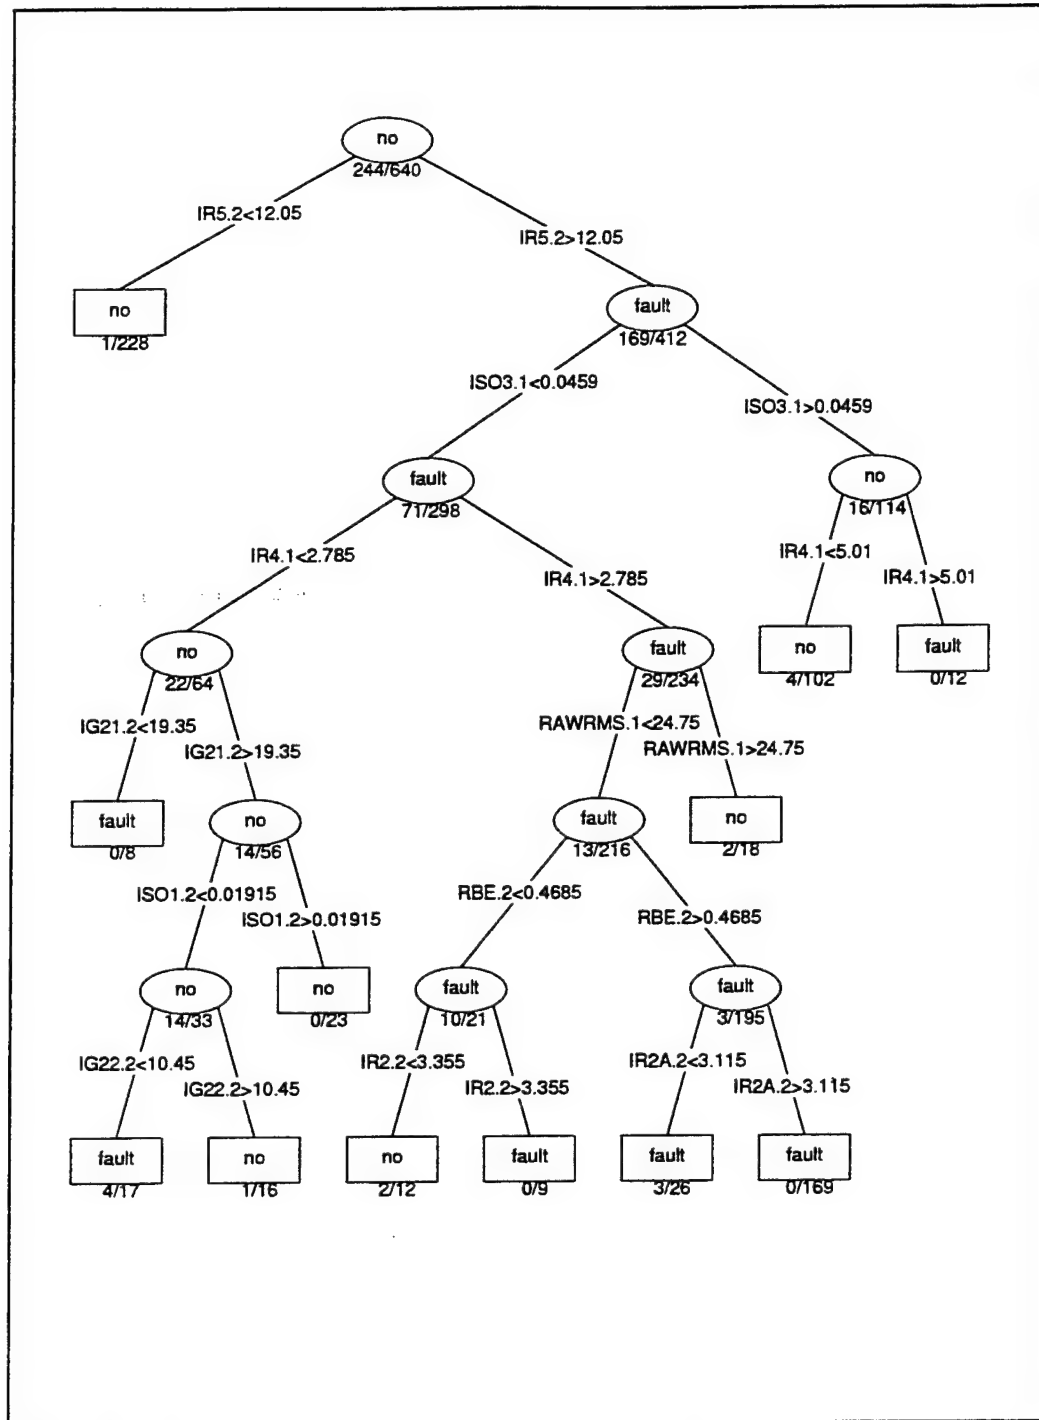 no
244/640
IR5.2<12.05
IR5.2>12.05
no
1/228
fault
169/412
ISO3.1<0.0459
ISO3.1>0.0459
fault
71/298
no
16/114
IR4.1<2.785
IR4.1>2.785
IR4.1<5.01
IR4.1>5.01
no
22/64
fault
29/234
no
4/102
fault
0/12
IG21.2<19.35
IG21.2>19.35
RAWRMS.1<24.75
RAWRMS.1>24.75
fault
0/8
no
14/56
fault
13/216
no
2/18
ISO1.2<0.01915
ISO1.2>0.01915
RBE.2<0.4685
RBE.2>0.4685
no
14/33
no
0/23
fault
10/21
fault
3/195
IG22.2<10.45
IG22.2>10.45
IR2.2<3.355
IR2.2>3.355
IR2A.2<3.115
IR2A.2>3.115
fault
4/17
no
1/16
no
2/12
fault
0/9
fault
3/26
fault
0/169